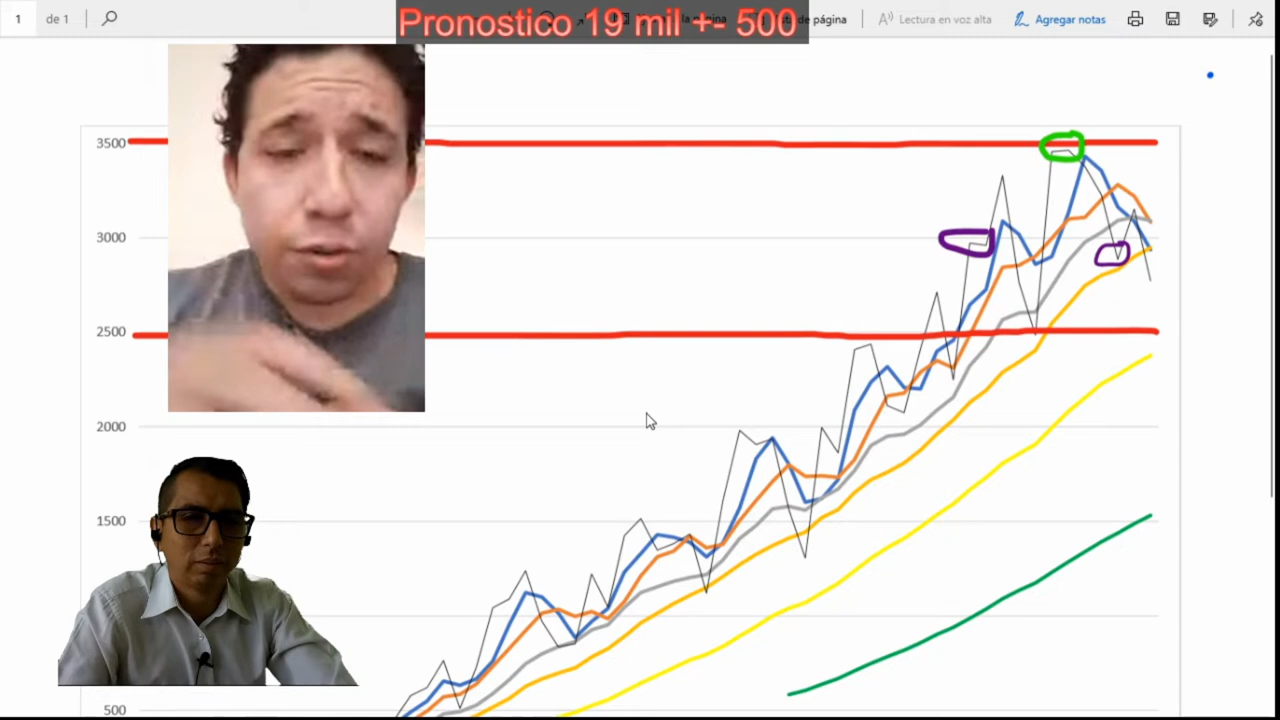 1 de 1
Pronostico 19 mil +- 500
página
de página
Lectura en voz alta
Agregar notas
3500
3000
2500
2000
1500
500